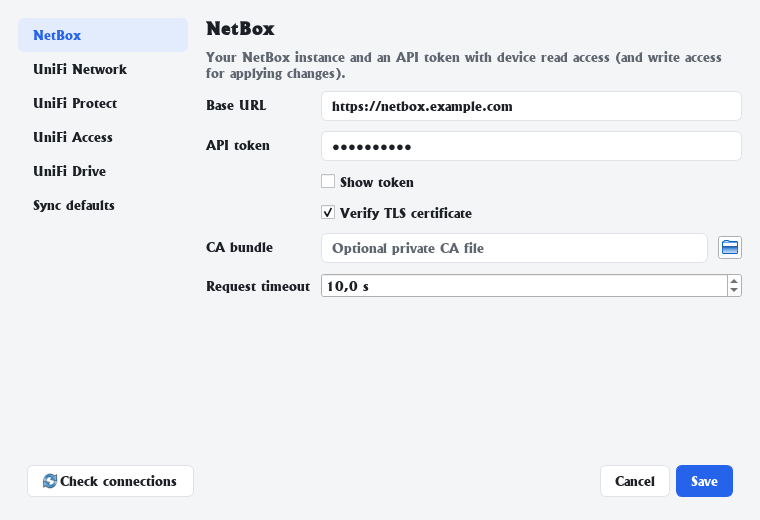 NetBox
UniFi Network
UniFi Protect
UniFi Access
UniFi Drive
Sync defaults
NetBox
Your NetBox instance and an API token with device read access (and write access
for applying changes).
Base URL
https://netbox.example.com
API token
●●●●●●●●●●
Show token
Verify TLS certificate
CA bundle
Optional private CA file
Request timeout
10,0 s
Check connections
Cancel
Save